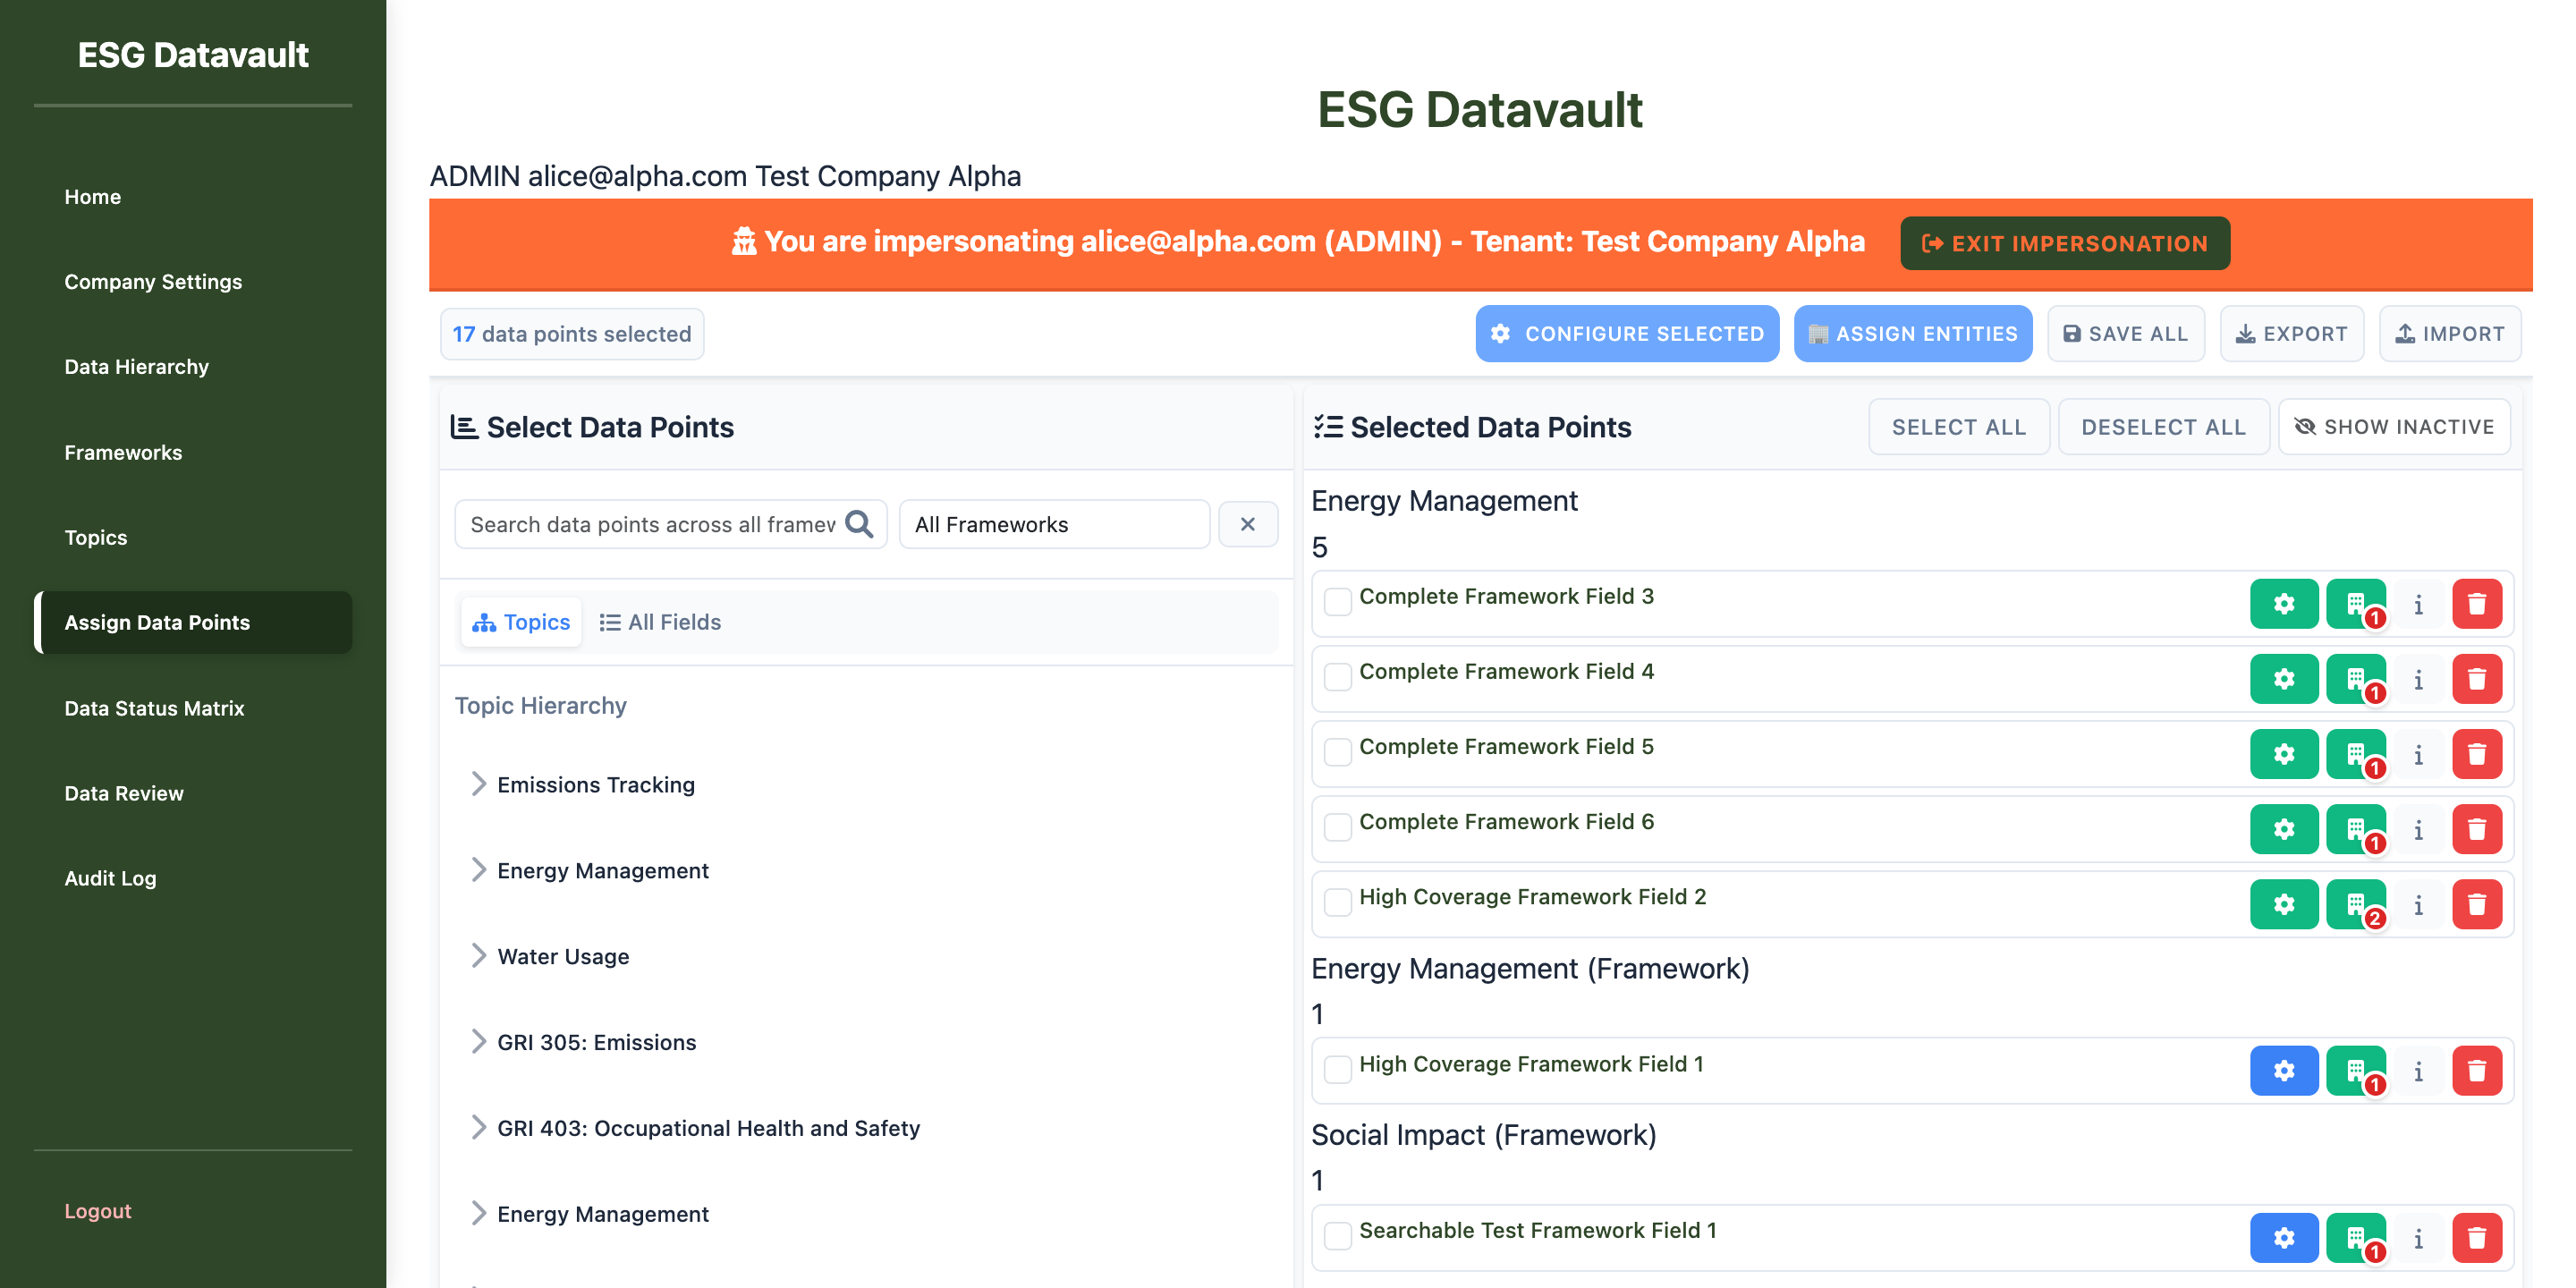 ESG Datavault
Home
Company Settings
Data Hierarchy
Frameworks
Topics
Assign Data Points
Data Status Matrix
Data Review
Audit Log
Logout
ESG Datavault
ADMIN alice@alpha.com Test Company Alpha
You are impersonating alice@alpha.com (ADMIN) - Tenant: Test Company Alpha
EXIT IMPERSONATION
17 data points selected
CONFIGURE SELECTED
ASSIGN ENTITIES
SAVE ALL
EXPORT
IMPORT
Select Data Points
Search data points across all framew
All Frameworks
Topics
All Fields
Topic Hierarchy
Emissions Tracking
Energy Management
Water Usage
GRI 305: Emissions
GRI 403: Occupational Health and Safety
Energy Management
Selected Data Points
SELECT ALL
DESELECT ALL
SHOW INACTIVE
Energy Management
5
Complete Framework Field 3
1
Complete Framework Field 4
1
Complete Framework Field 5
1
Complete Framework Field 6
1
High Coverage Framework Field 2
2
Energy Management (Framework)
1
High Coverage Framework Field 1
1
Social Impact (Framework)
1
Searchable Test Framework Field 1
1